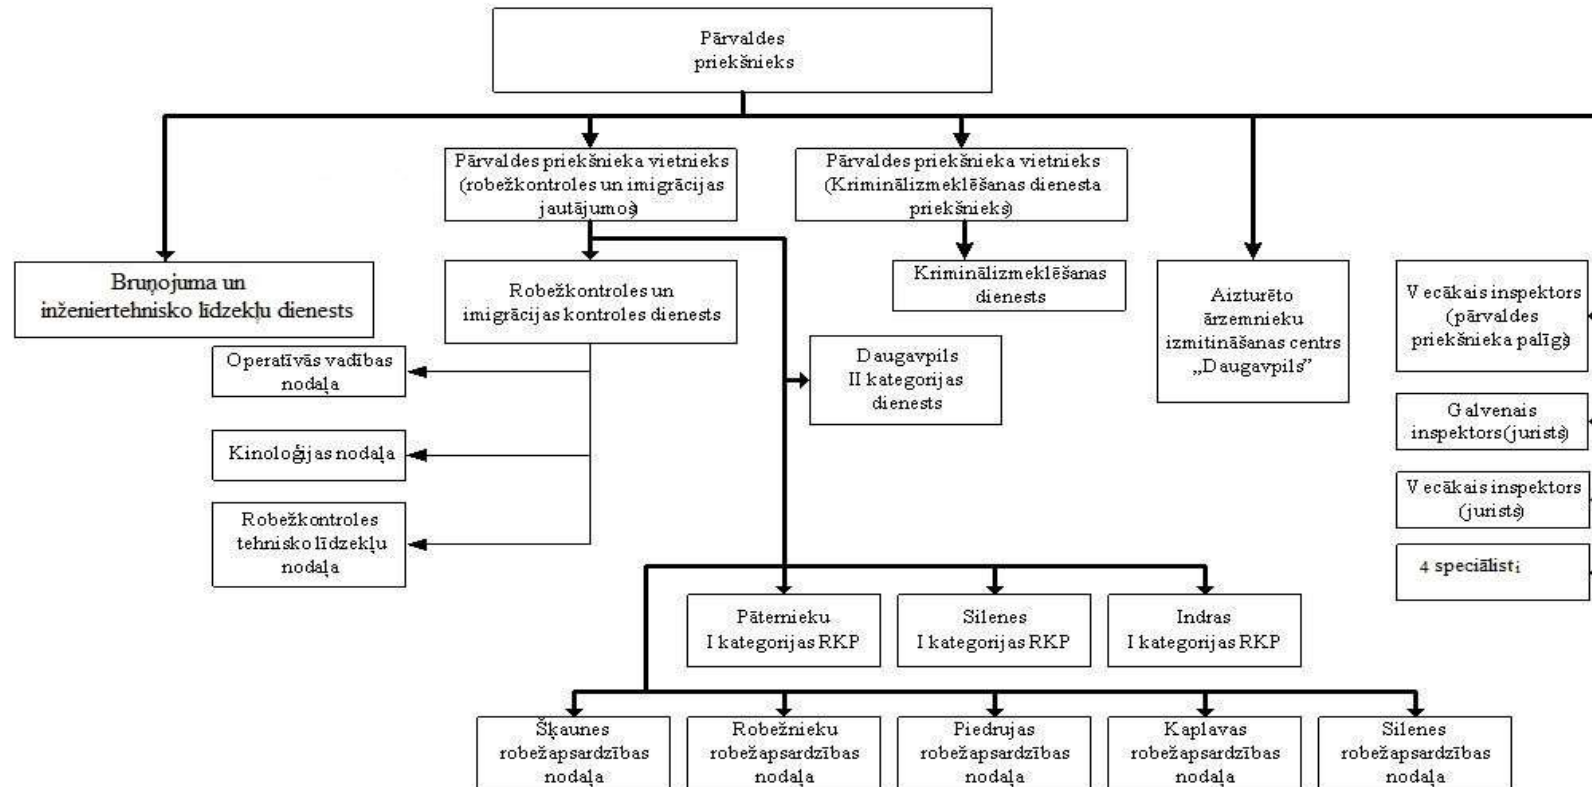 Pārvaldes
priekšnieks
Pārvaldes priekšnieka vietnieks
(robežkontroles un imigrācijas
jautājumos)
Pārvaldes priekšnieka vietnieks
(Kriminālizmeklēšanas dienesta
priekšnieks)
Bruņojuma un
inženiertehnisko līdzekļu dienests
Robežkontroles un
imigrācijas kontroles dienests
Kriminālizmeklēšanas
dienests
Aizturēto
ārzemnieku
izmitināšanas centrs
„Daugavpils”
Vecākais inspektors
(pārvaldes
priekšnieka palīgs)
Operatīvās vadības
nodaļa
Daugavpils
II kategorijas
dienests
Galvenais
inspektors(jurists)
Kinoloģijas nodaļa
Vecākais inspektors
(jurists)
Robežkontroles
tehnisko līdzekļu
nodaļa
4 speciālisti
Pāternieku
I kategorijas RKP
Silenes
I kategorijas RKP
Indras
I kategorijas RKP
Šķaunes
robežapsardzības
nodaļa
Robežnieku
robežapsardzības
nodaļa
Piedrujas
robežapsardzības
nodaļa
Kaplavas
robežapsardzības
nodaļa
Silenes
robežapsardzības
nodaļa